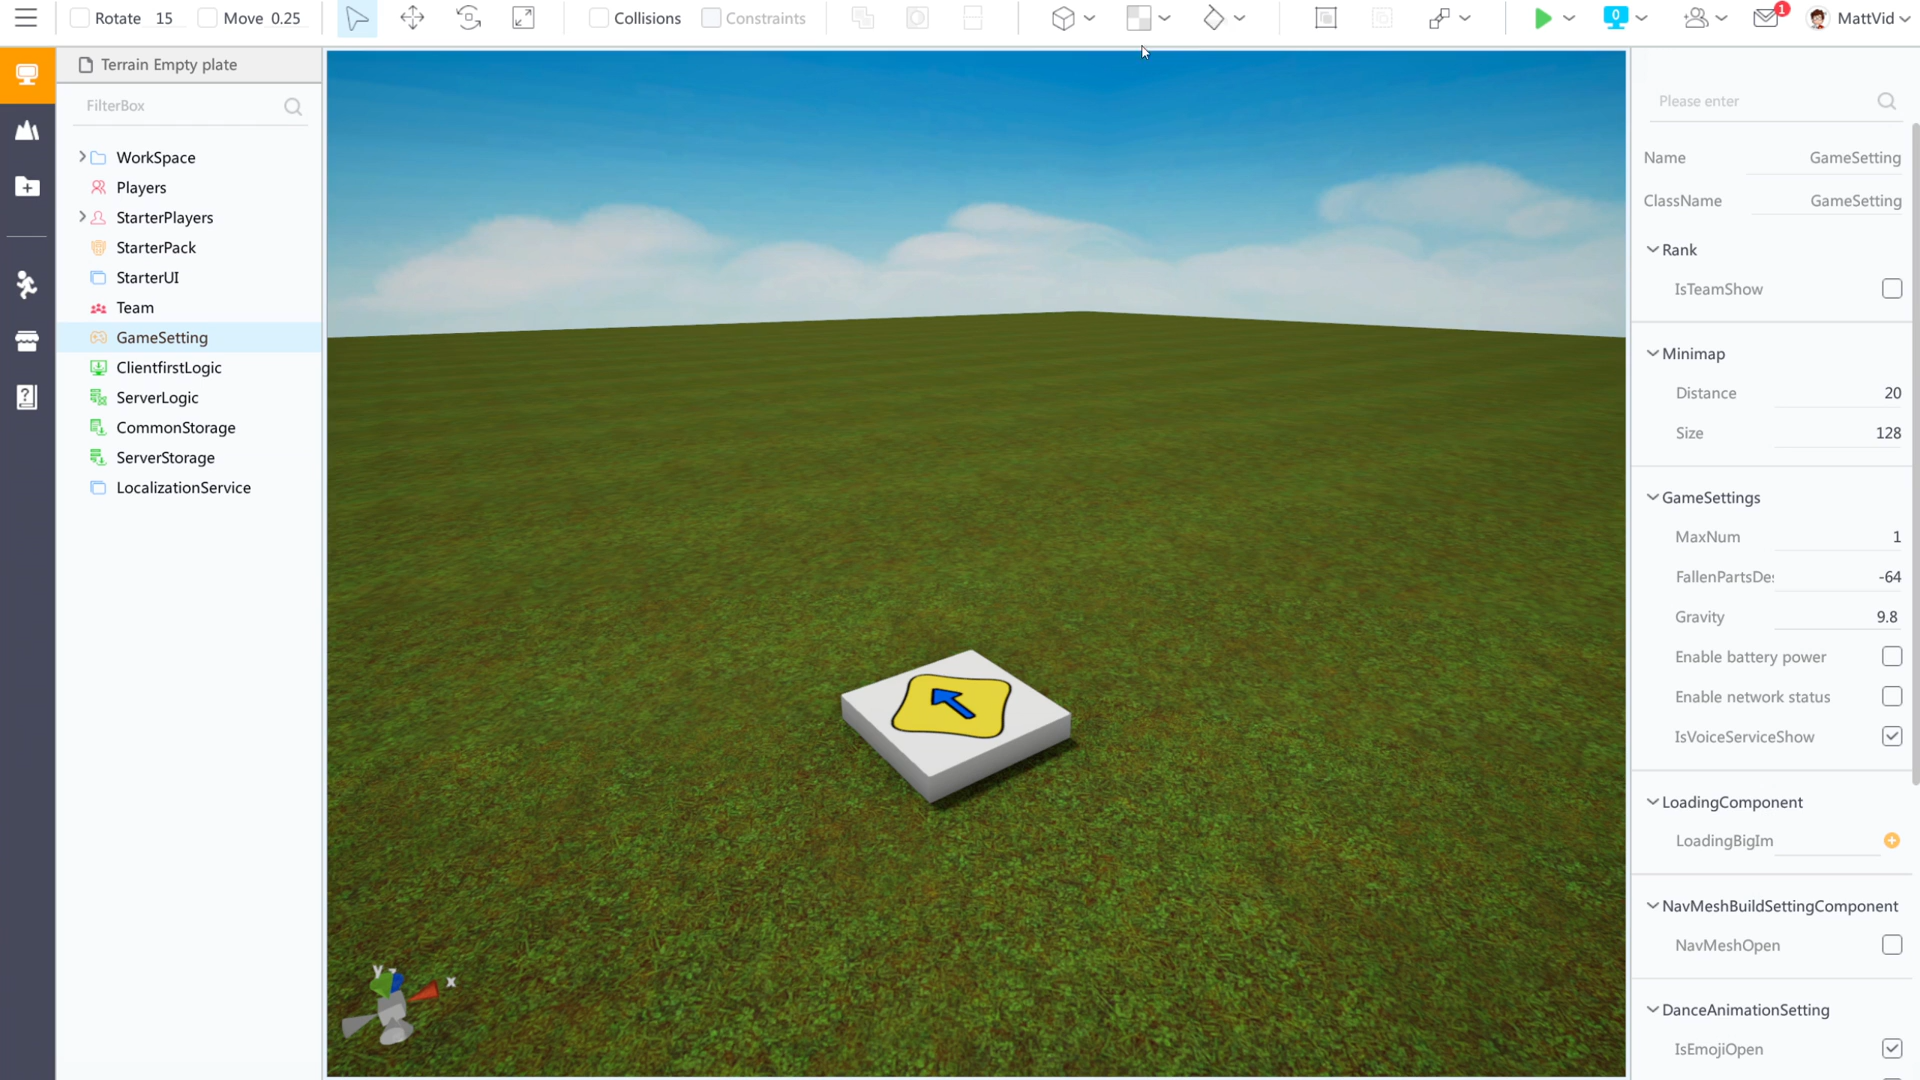 Rotate 15 Move 0.25 Collisions Constraints 0 1 MattVid
Terrain Empty plate
FilterBox
WorkSpace
Players
StarterPlayers
StarterPack
StarterUI
Team
GameSetting
ClientfirstLogic
ServerLogic
CommonStorage
ServerStorage
LocalizationService
y
x
Please enter
Name GameSetting
ClassName GameSetting
Rank
IsTeamShow
Minimap
Distance 20
Size 128
GameSettings
MaxNum 1
FallenPartsDe -64
Gravity 9.8
Enable battery power
Enable network status
IsVoiceServiceShow
LoadingComponent
LoadingBigIm
NavMeshBuildSettingComponent
NavMeshOpen
DanceAnimationSetting
IsEmojiOpen